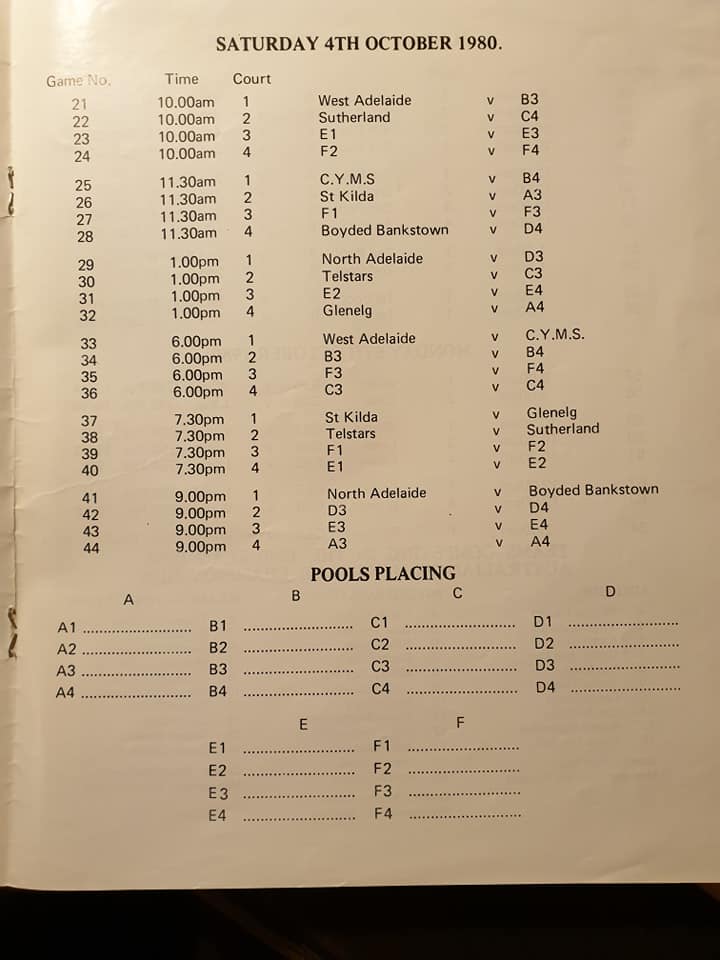 SATURDAY 4TH OCTOBER 1980.
Game No. Time Court
21 10.00am 1 West Adelaide v B3
22 10.00am 2 Sutherland v C4
23 10.00am 3 E1 v E3
24 10.00am 4 F2 v F4
25 11.30am 1 C.Y.M.S v B4
26 11.30am 2 St Kilda v A3
27 11.30am 3 F1 v F3
28 11.30am 4 Boyded Bankstown v D4
29 1.00pm 1 North Adelaide v D3
30 1.00pm 2 Telstars v C3
31 1.00pm 3 E2 v E4
32 1.00pm 4 Glenelg v A4
33 6.00pm 1 West Adelaide v C.Y.M.S.
34 6.00pm 2 B3 v B4
35 6.00pm 3 F3 v F4
36 6.00pm 4 C3 v C4
37 7.30pm 1 St Kilda v Glenelg
38 7.30pm 2 Telstars v Sutherland
39 7.30pm 3 F1 v F2
40 7.30pm 4 E1 v E2
41 9.00pm 1 North Adelaide v Boyded Bankstown
42 9.00pm 2 D3 v D4
43 9.00pm 3 E3 v E4
44 9.00pm 4 A3 v A4
POOLS PLACING
A B C D
A1 .......................... B1 .......................... C1 .......................... D1 ..........................
A2 .......................... B2 .......................... C2 .......................... D2 ..........................
A3 .......................... B3 .......................... C3 .......................... D3 ..........................
A4 .......................... B4 .......................... C4 .......................... D4 ..........................
E F
E1 .......................... F1 ..........................
E2 .......................... F2 ..........................
E3 .......................... F3 ..........................
E4 .......................... F4 ..........................